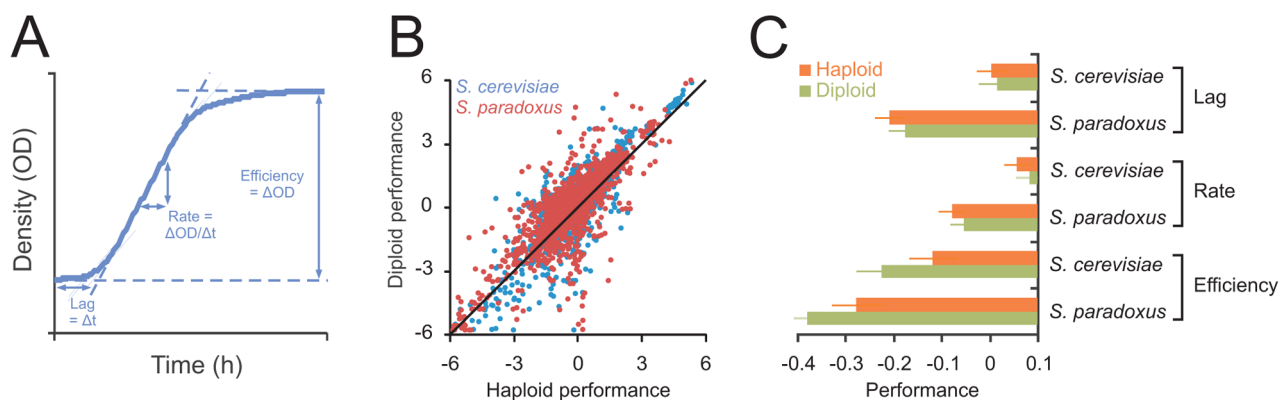 A
Density (OD)
Efficiency
= ΔOD
Rate =
ΔOD/Δt
Lag
= Δt
Time (h)
B
S. cerevisiae
S. paradoxus
Diploid performance
6
3
0
-3
-6
-6
-3
0
3
6
Haploid performance
C
Haploid
Diploid
S. cerevisiae
S. paradoxus
Lag
S. cerevisiae
S. paradoxus
Rate
S. cerevisiae
S. paradoxus
Efficiency
-0.4
-0.3
-0.2
-0.1
0
0.1
Performance